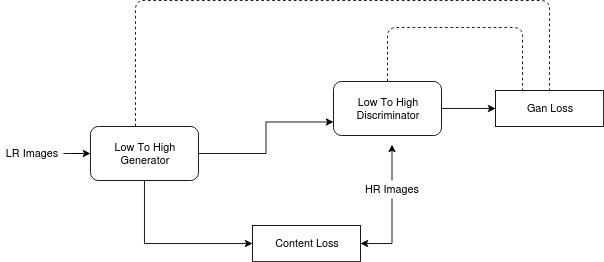 Low To High
Discriminator
Gan Loss
LR Images
Low To High
Generator
HR Images
Content Loss